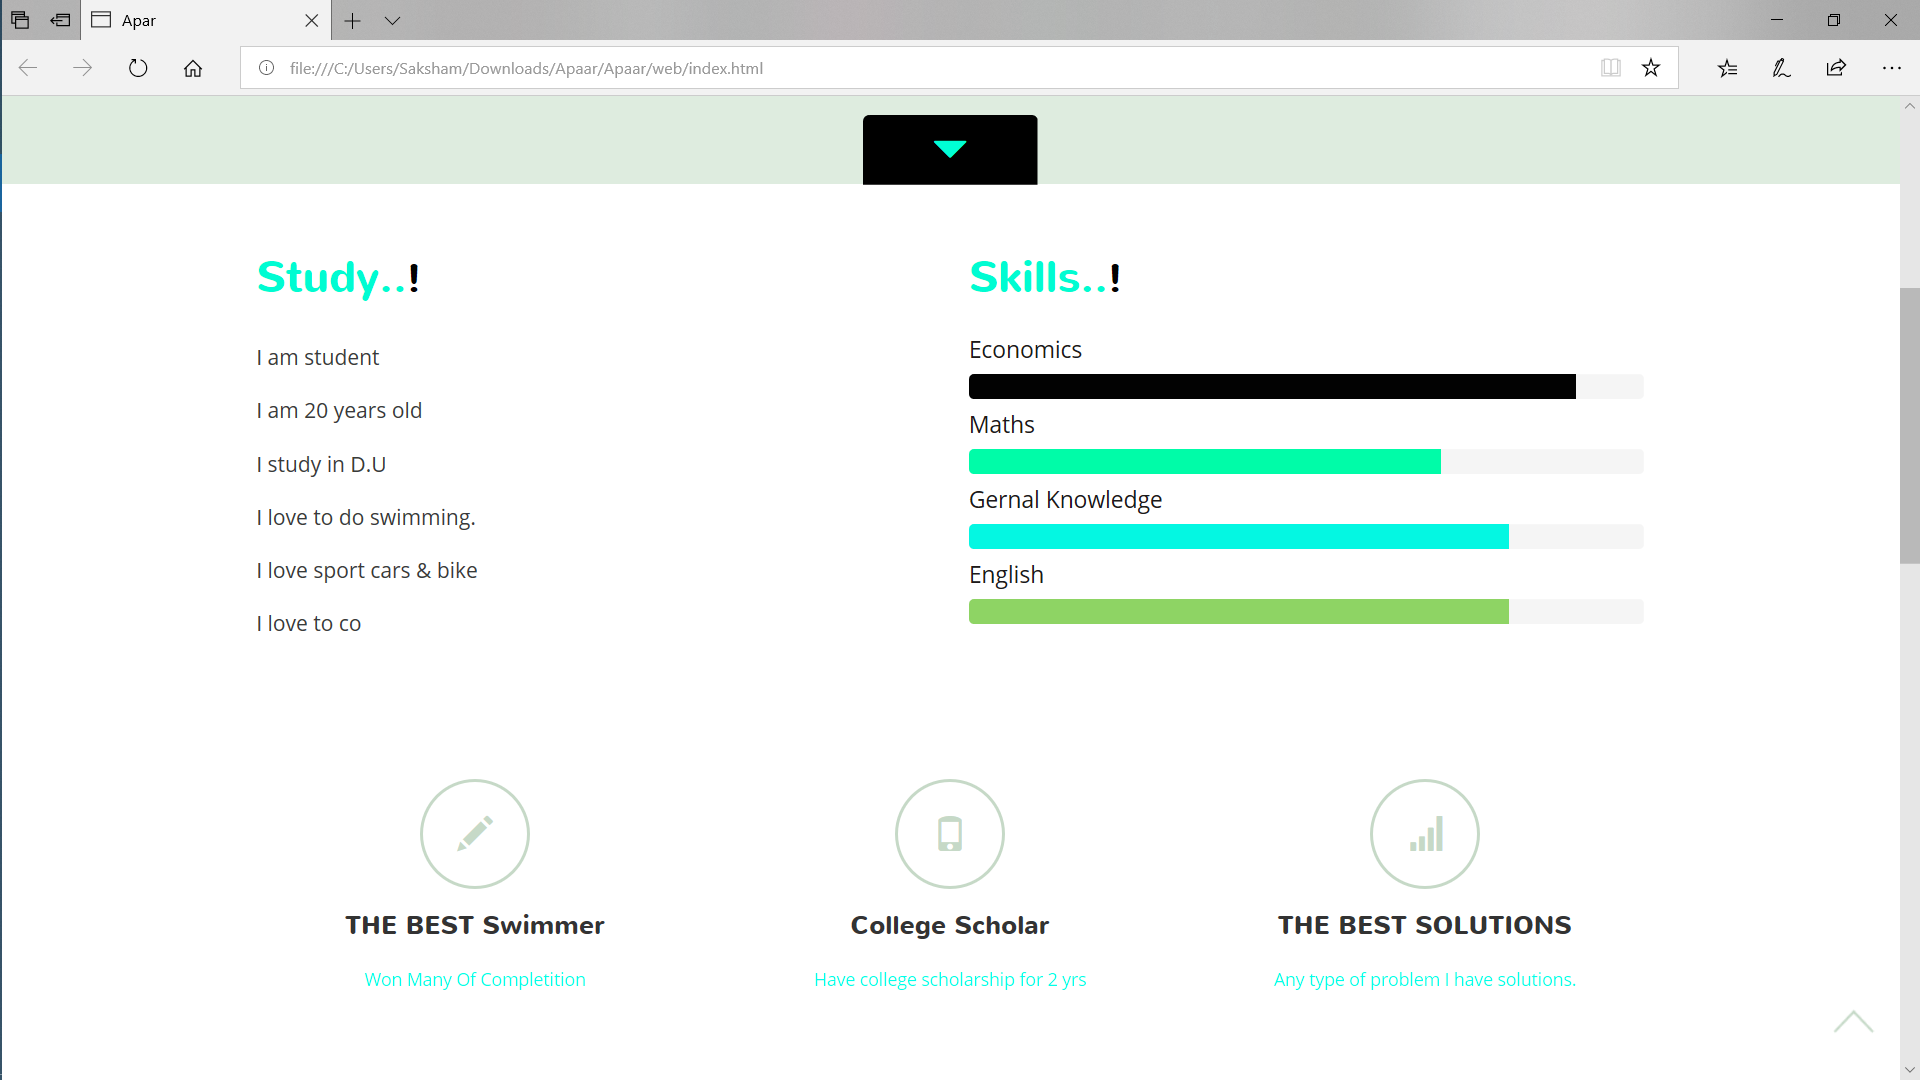 Apar
file:///C:/Users/Saksham/Downloads/Apaar/Apaar/web/index.html
Study..!
I am student
I am 20 years old
I study in D.U
I love to do swimming.
I love sport cars & bike
I love to co
Skills..!
Economics
Maths
Gernal Knowledge
English
THE BEST Swimmer
Won Many Of Completition
College Scholar
Have college scholarship for 2 yrs
THE BEST SOLUTIONS
Any type of problem I have solutions.